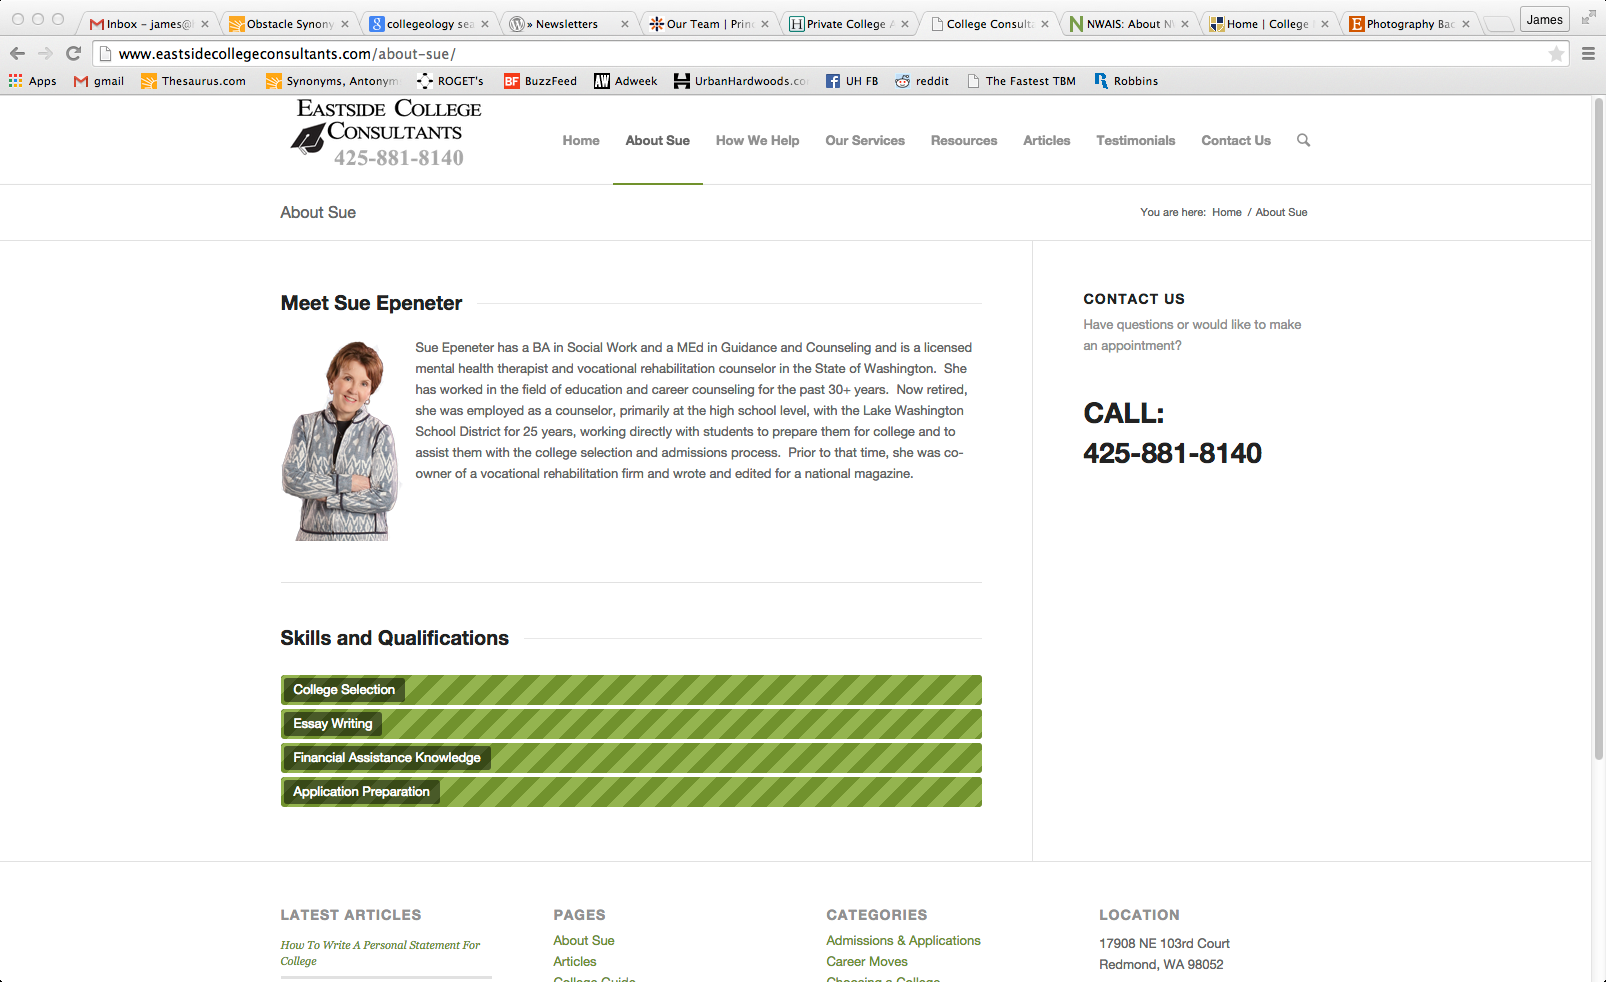 Inbox – james@
Obstacle Synony
collegeology sea
» Newsletters
Our Team | Princ
Private College A
College Consulta
NWAIS: About N
Home | College
Photography Bac
James
www.eastsidecollegeconsultants.com/about-sue/
Apps
gmail
Thesaurus.com
Synonyms, Antonym
ROGET's
BuzzFeed
Adweek
UrbanHardwoods.co
UH FB
reddit
The Fastest TBM
Robbins
EASTSIDE COLLEGE
CONSULTANTS
425-881-8140
Home
About Sue
How We Help
Our Services
Resources
Articles
Testimonials
Contact Us
About Sue
You are here: Home / About Sue
Meet Sue Epeneter
Sue Epeneter has a BA in Social Work and a MEd in Guidance and Counseling and is a licensed
mental health therapist and vocational rehabilitation counselor in the State of Washington. She
has worked in the field of education and career counseling for the past 30+ years. Now retired,
she was employed as a counselor, primarily at the high school level, with the Lake Washington
School District for 25 years, working directly with students to prepare them for college and to
assist them with the college selection and admissions process. Prior to that time, she was co-
owner of a vocational rehabilitation firm and wrote and edited for a national magazine.
CONTACT US
Have questions or would like to make
an appointment?
CALL:
425-881-8140
Skills and Qualifications
College Selection
Essay Writing
Financial Assistance Knowledge
Application Preparation
LATEST ARTICLES
How To Write A Personal Statement For
College
PAGES
About Sue
Articles
College Guide
CATEGORIES
Admissions & Applications
Career Moves
Choosing a College
LOCATION
17908 NE 103rd Court
Redmond, WA 98052